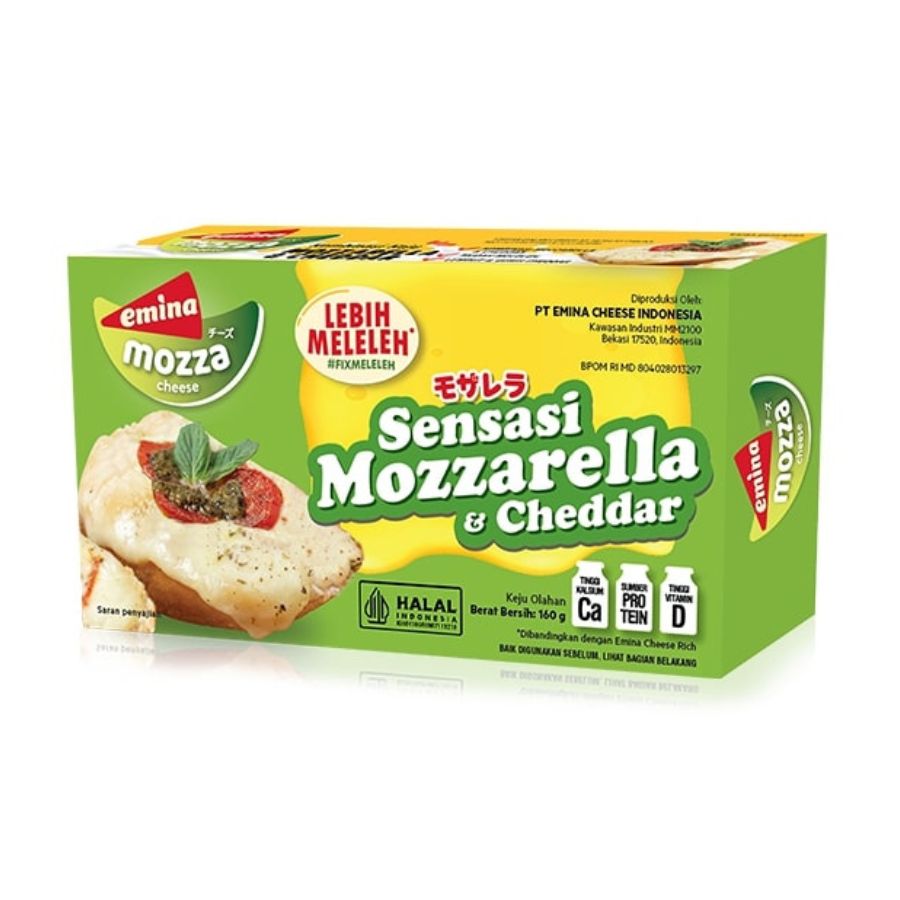 emina
チーズ
mozza
cheese
LEBIH
MELELEH*
#FIXMELELEH
Diproduksi Oleh:
PT EMINA CHEESE INDONESIA
Kawasan Industri MM2100
Bekasi 17520, Indonesia
BPOM RI MD 804028013297
モザレラ
Sensasi
Mozzarella
& Cheddar
Saran penyajian
HALAL
INDONESIA
Keju Olahan
Berat Bersih: 160 g
TINGGI
KALSIUM
Ca
SUMBER
PRO
TEIN
TINGGI
VITAMIN
D
*Dibandingkan dengan Emina Cheese Rich
BAIK DIGUNAKAN SEBELUM, LIHAT BAGIAN BELAKANG
emina
チーズ
mozza
cheese